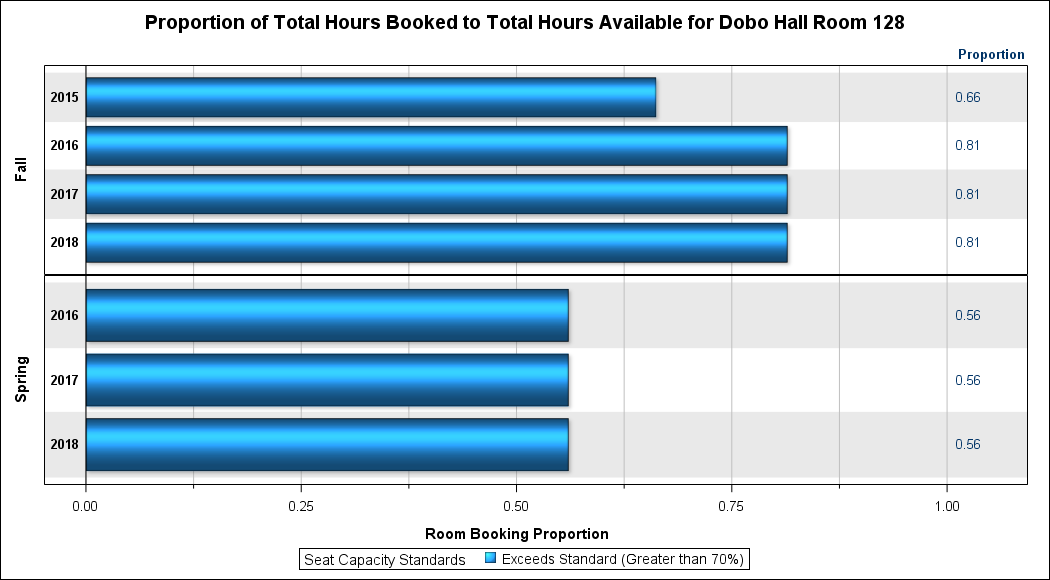 Proportion of Total Hours Booked to Total Hours Available for Dobo Hall Room 128
Proportion
Fall
2015 0.66
2016 0.81
2017 0.81
2018 0.81
Spring
2016 0.56
2017 0.56
2018 0.56
0.00 0.25 0.50 0.75 1.00
Room Booking Proportion
Seat Capacity Standards Exceeds Standard (Greater than 70%)